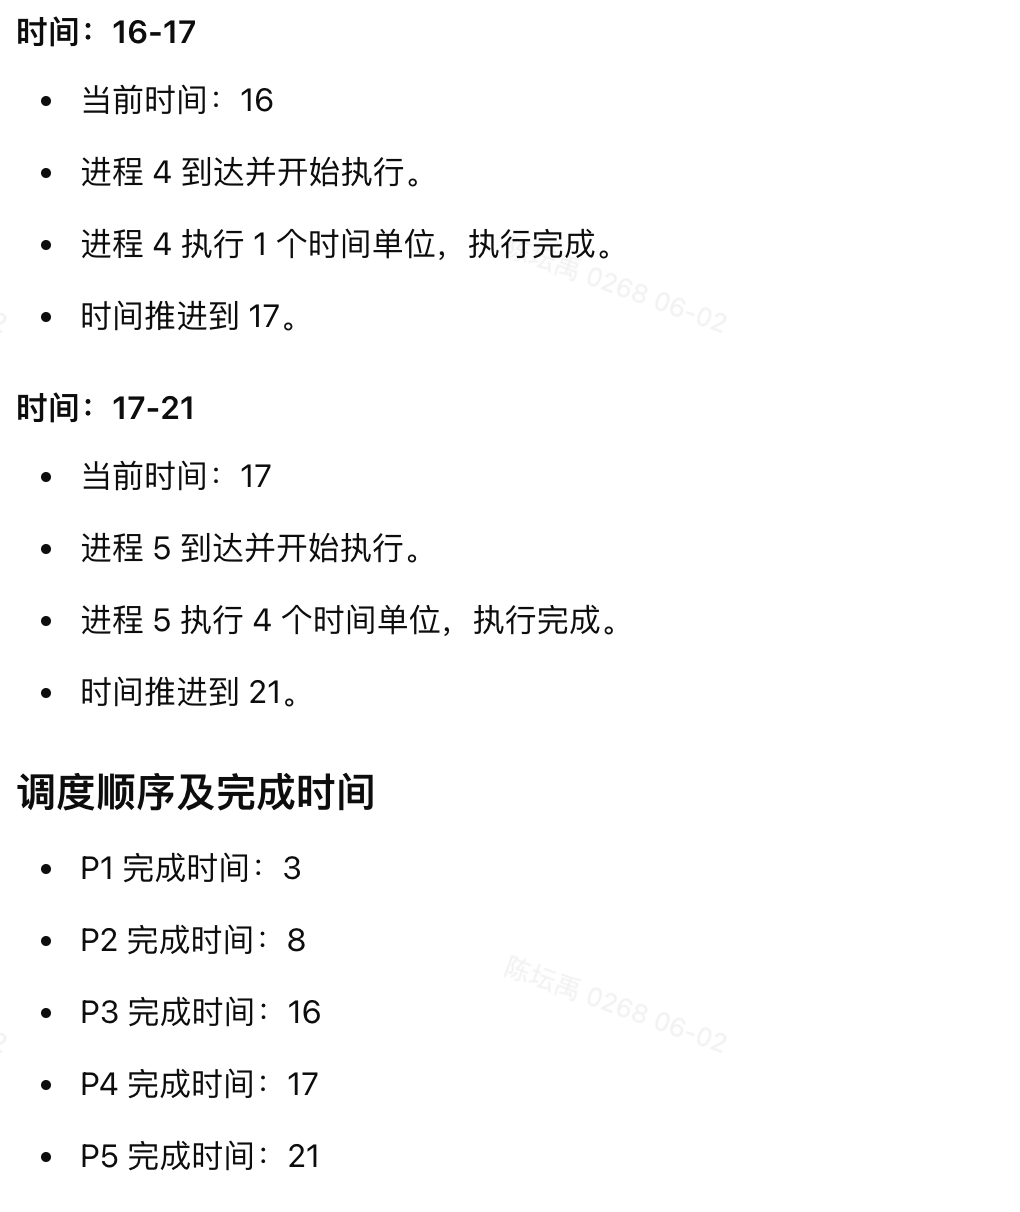 时间：16-17
• 当前时间：16
• 进程 4 到达并开始执行。
• 进程 4 执行 1 个时间单位，执行完成。
陈坛禹 0268 06-02
• 时间推进到 17。
时间：17-21
• 当前时间：17
• 进程 5 到达并开始执行。
• 进程 5 执行 4 个时间单位，执行完成。
• 时间推进到 21。
调度顺序及完成时间
• P1 完成时间：3
• P2 完成时间：8
陈坛禹 0268 06-02
• P3 完成时间：16
• P4 完成时间：17
• P5 完成时间：21